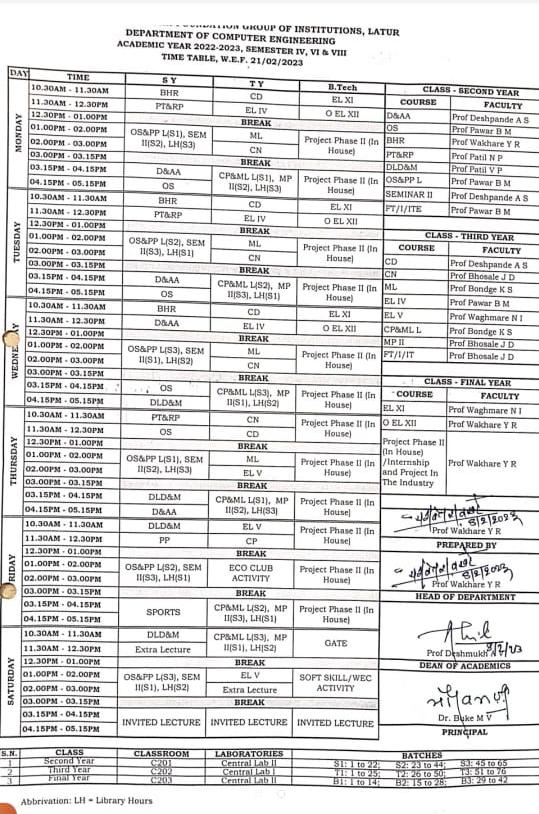 FOUNDATION GROUP OF INSTITUTIONS, LATUR
DEPARTMENT OF COMPUTER ENGINEERING
ACADEMIC YEAR 2022-2023, SEMESTER IV, VI & VIII
TIME TABLE, W.E.F. 21/02/2023
DAY TIME S Y T Y B.Tech
MONDAY
10.30AM - 11.30AM BHR CD EL XI
11.30AM - 12.30PM PT&RP EL IV O EL XII
12.30PM - 01.00PM BREAK
01.00PM - 02.00PM OS&PP L(S1), SEM II(S2), LH(S3) ML Project Phase II (In House)
02.00PM - 03.00PM CN
03.00PM - 03.15PM BREAK
03.15PM - 04.15PM D&AA CP&ML L(S1), MP II(S2), LH(S3) Project Phase II (In House)
04.15PM - 05.15PM OS
TUESDAY
10.30AM - 11.30AM BHR CD EL XI
11.30AM - 12.30PM PT&RP EL IV O EL XII
12.30PM - 01.00PM BREAK
01.00PM - 02.00PM OS&PP L(S2), SEM II(S3), LH(S1) ML Project Phase II (In House)
02.00PM - 03.00PM CN
03.00PM - 03.15PM BREAK
03.15PM - 04.15PM D&AA CP&ML L(S2), MP II(S3), LH(S1) Project Phase II (In House)
04.15PM - 05.15PM OS
WEDNE AY
10.30AM - 11.30AM BHR CD EL XI
11.30AM - 12.30PM D&AA EL IV O EL XII
12.30PM - 01.00PM BREAK
01.00PM - 02.00PM OS&PP L(S3), SEM II(S1), LH(S2) ML Project Phase II (In House)
02.00PM - 03.00PM CN
03.00PM - 03.15PM BREAK
03.15PM - 04.15PM OS CP&ML L(S3), MP II(S1), LH(S2) Project Phase II (In House)
04.15PM - 05.15PM DLD&M
THURSDAY
10.30AM - 11.30AM PT&RP CN Project Phase II (In House)
11.30AM - 12.30PM OS CD
12.30PM - 01.00PM BREAK
01.00PM - 02.00PM OS&PP L(S1), SEM II(S2), LH(S3) ML Project Phase II (In House)
02.00PM - 03.00PM EL V
03.00PM - 03.15PM BREAK
03.15PM - 04.15PM DLD&M CP&ML L(S1), MP II(S2), LH(S3) Project Phase II (In House)
04.15PM - 05.15PM D&AA
FRIDAY
10.30AM - 11.30AM DLD&M EL V Project Phase II (In House)
11.30AM - 12.30PM PP CP
12.30PM - 01.00PM BREAK
01.00PM - 02.00PM OS&PP L(S2), SEM II(S3), LH(S1) ECO CLUB ACTIVITY Project Phase II (In House)
02.00PM - 03.00PM
03.00PM - 03.15PM BREAK
03.15PM - 04.15PM SPORTS CP&ML L(S2), MP II(S3), LH(S1) Project Phase II (In House)
04.15PM - 05.15PM
SATURDAY
10.30AM - 11.30AM DLD&M CP&ML L(S3), MP II(S1), LH(S2) GATE
11.30AM - 12.30PM Extra Lecture
12.30PM - 01.00PM BREAK
01.00PM - 02.00PM OS&PP L(S3), SEM II(S1), LH(S2) EL V SOFT SKILL/WEC ACTIVITY
02.00PM - 03.00PM Extra Lecture
03.00PM - 03.15PM BREAK
03.15PM - 04.15PM INVITED LECTURE INVITED LECTURE INVITED LECTURE
04.15PM - 05.15PM
CLASS - SECOND YEAR
COURSE FACULTY
D&AA Prof Deshpande A S
OS Prof Pawar B M
BHR Prof Wakhare Y R
PT&RP Prof Patil N P
DLD&M Prof Patil V P
OS&PP L Prof Pawar B M
SEMINAR II Prof Deshpande A S
FT/I/ITE Prof Pawar B M
CLASS - THIRD YEAR
COURSE FACULTY
CD Prof Deshpande A S
CN Prof Bhosale J D
ML Prof Bondge K S
EL IV Prof Pawar B M
EL V Prof Waghmare N I
CP&ML L Prof Bondge K S
MP II Prof Bhosale J D
FT/I/IT Prof Bhosale J D
CLASS - FINAL YEAR
COURSE FACULTY
EL XI Prof Waghmare N I
O EL XII Prof Wakhare Y R
Project Phase II
(In House)
/Internship Prof Wakhare Y R
and Project In
The Industry
8/2/2023
Prof Wakhare Y R
PREPARED BY
8/2/2023
Prof Wakhare Y R
HEAD OF DEPARTMENT
Prof Deshmukh
DEAN OF ACADEMICS
Dr. Buke M V
PRINCIPAL
S.N. CLASS CLASSROOM LABORATORIES BATCHES
1 Second Year C201 Central Lab II S1: 1 to 22; S2: 23 to 44; S3: 45 to 65
2 Third Year C202 Central Lab I T1: 1 to 25; T2: 26 to 50; T3: 51 to 76
3 Final Year C203 Central Lab II B1: 1 to 14; B2: 15 to 28; B3: 29 to 42
Abbrivation: LH = Library Hours